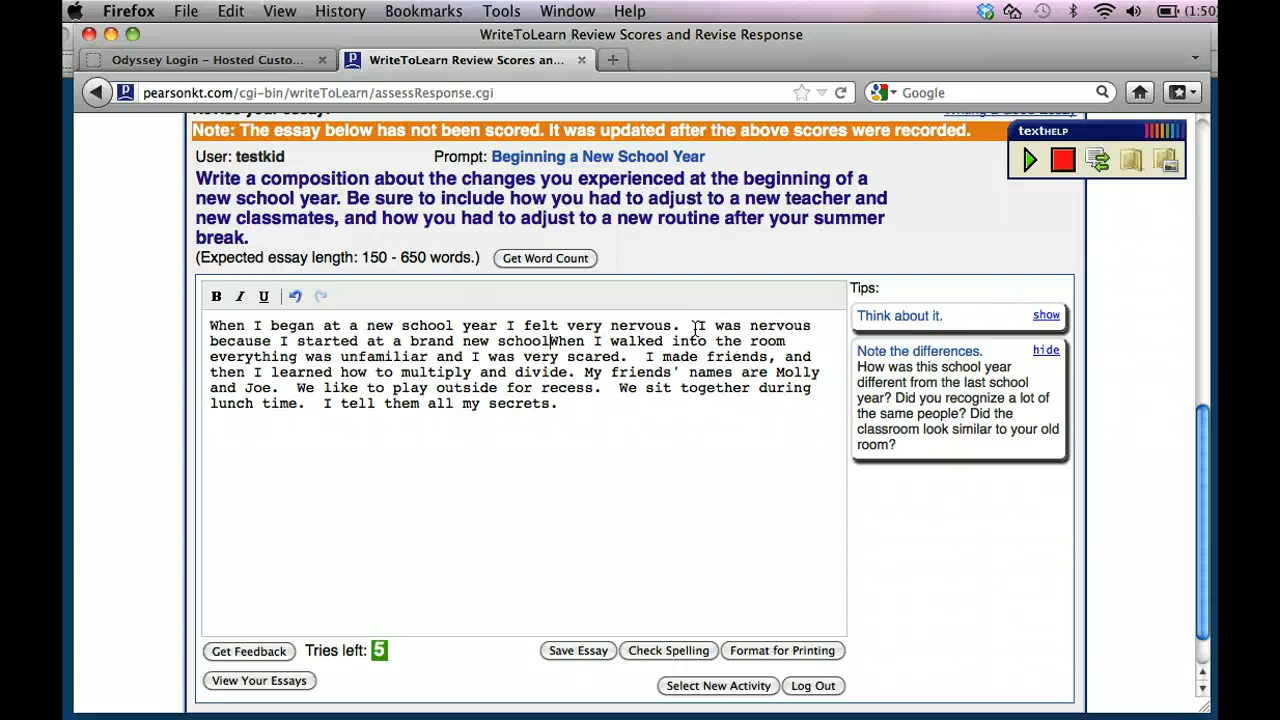 Firefox File Edit View History Bookmarks Tools Window Help (1:50)
WriteToLearn Review Scores and Revise Response
Odyssey Login – Hosted Custo... WriteToLearn Review Scores an...
pearsonkt.com/cgi-bin/writeToLearn/assessResponse.cgi Google
Note: The essay below has not been scored. It was updated after the above scores were recorded.
textHELP
User: testkid Prompt: Beginning a New School Year
Write a composition about the changes you experienced at the beginning of a
new school year. Be sure to include how you had to adjust to a new teacher and
new classmates, and how you had to adjust to a new routine after your summer
break.
(Expected essay length: 150 - 650 words.) Get Word Count
B I U
When I began at a new school year I felt very nervous. I was nervous
because I started at a brand new schoolWhen I walked into the room
everything was unfamiliar and I was very scared. I made friends, and
then I learned how to multiply and divide. My friends' names are Molly
and Joe. We like to play outside for recess. We sit together during
lunch time. I tell them all my secrets.
Tips:
Think about it. show
Note the differences. hide
How was this school year
different from the last school
year? Did you recognize a lot of
the same people? Did the
classroom look similar to your old
room?
Get Feedback Tries left: 5 Save Essay Check Spelling Format for Printing
View Your Essays Select New Activity Log Out